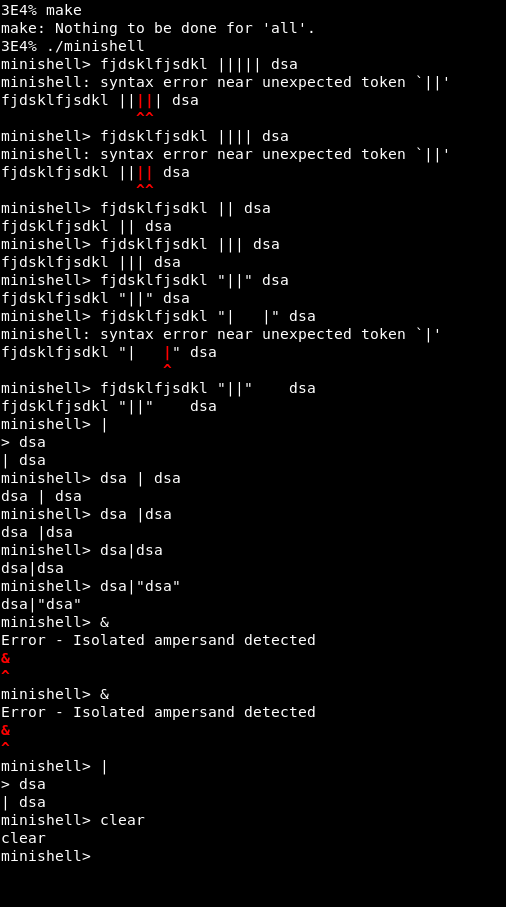 3E4% make
make: Nothing to be done for 'all'.
3E4% ./minishell
minishell> fjdsklfjsdkl ||||| dsa
minishell: syntax error near unexpected token `||'
fjdsklfjsdkl ||||| dsa
^^
minishell> fjdsklfjsdkl |||| dsa
minishell: syntax error near unexpected token `||'
fjdsklfjsdkl |||| dsa
^^
minishell> fjdsklfjsdkl || dsa
fjdsklfjsdkl || dsa
minishell> fjdsklfjsdkl ||| dsa
fjdsklfjsdkl ||| dsa
minishell> fjdsklfjsdkl "||" dsa
fjdsklfjsdkl "||" dsa
minishell> fjdsklfjsdkl "|   |" dsa
minishell: syntax error near unexpected token `|'
fjdsklfjsdkl "|   |" dsa
^
minishell> fjdsklfjsdkl "||"    dsa
fjdsklfjsdkl "||"    dsa
minishell> |
> dsa
| dsa
minishell> dsa | dsa
dsa | dsa
minishell> dsa |dsa
dsa |dsa
minishell> dsa|dsa
dsa|dsa
minishell> dsa|"dsa"
dsa|"dsa"
minishell> &
Error - Isolated ampersand detected
&
^
minishell> &
Error - Isolated ampersand detected
&
^
minishell> |
> dsa
| dsa
minishell> clear
clear
minishell>